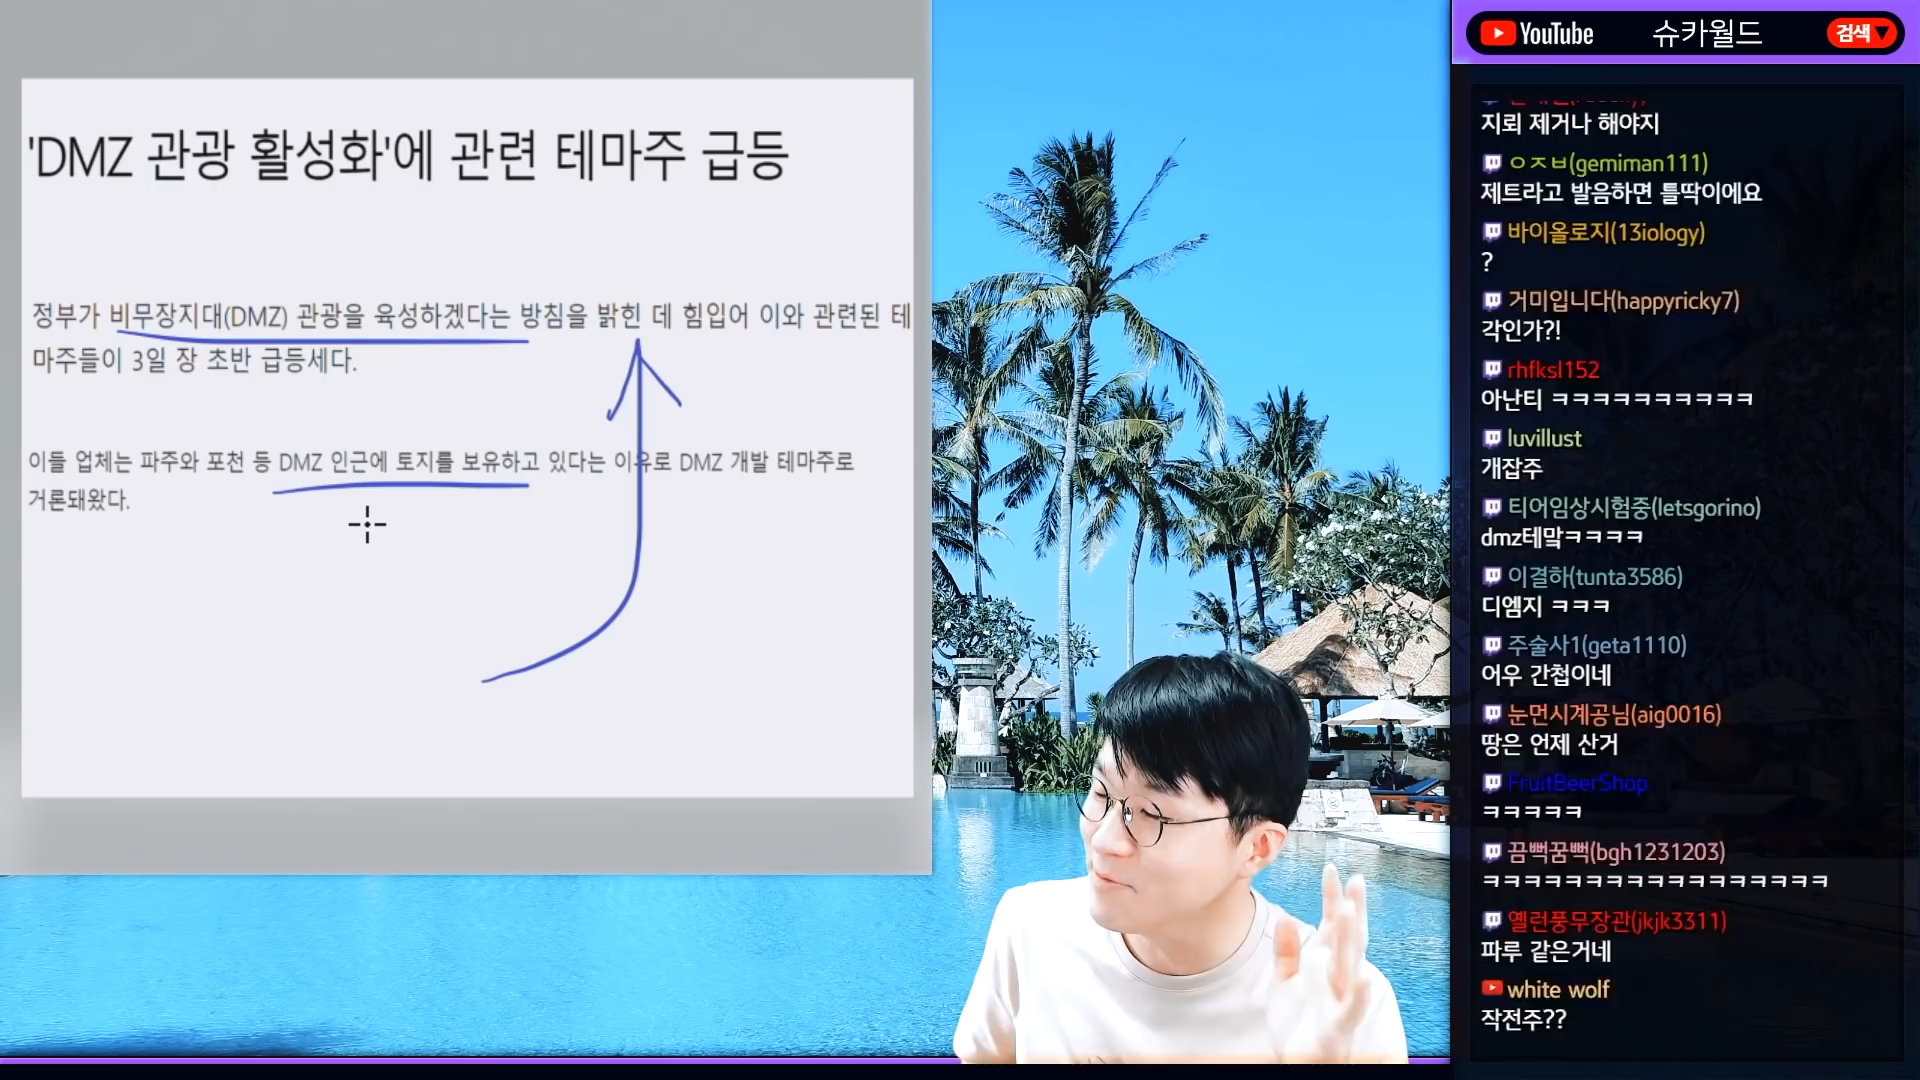 'DMZ 관광 활성화'에 관련 테마주 급등
정부가 비무장지대(DMZ) 관광을 육성하겠다는 방침을 밝힌 데 힘입어 이와 관련된 테
마주들이 3일 장 초반 급등세다.
이들 업체는 파주와 포천 등 DMZ 인근에 토지를 보유하고 있다는 이유로 DMZ 개발 테마주로
거론돼왔다.
YouTube 슈카월드 검색▼
지뢰 제거나 해야지
ㅇㅈㅂ(gemiman111)
제트라고 발음하면 틀딱이에요
바이올로지(13iology)
?
거미입니다(happyricky7)
각인가?!
rhfksl152
아난티 ㅋㅋㅋㅋㅋㅋㅋㅋㅋㅋ
luvillust
개잡주
티어임상시험중(letsgorino)
dmz테맠ㅋㅋㅋㅋ
이결하(tunta3586)
디엠지 ㅋㅋㅋ
주술사1(geta1110)
어우 간첩이네
눈먼시계공님(aig0016)
땅은 언제 산거
FruitBeerShop
ㅋㅋㅋㅋㅋ
끔뻑꿈뻑(bgh1231203)
ㅋㅋㅋㅋㅋㅋㅋㅋㅋㅋㅋㅋㅋㅋㅋㅋㅋ
옐런풍무장관(jkjk3311)
파루 같은거네
white wolf
작전주??